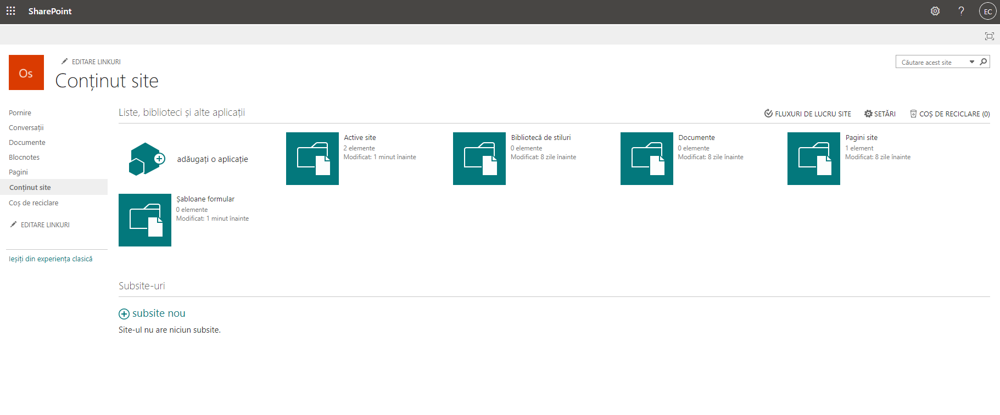 SharePoint
EC
Os
EDITARE LINKURI
Conținut site
Căutare acest site
Pornire
Conversații
Documente
Blocnotes
Pagini
Conținut site
Coș de reciclare
EDITARE LINKURI
Ieșiți din experiența clasică
Liste, biblioteci și alte aplicații
FLUXURI DE LUCRU SITE
SETĂRI
COȘ DE RECICLARE (0)
adăugați o aplicație
Active site
2 elemente
Modificat: 1 minut înainte
Bibliotecă de stiluri
0 elemente
Modificat: 8 zile înainte
Documente
0 elemente
Modificat: 8 zile înainte
Pagini site
1 element
Modificat: 8 zile înainte
Șabloane formular
0 elemente
Modificat: 1 minut înainte
Subsite-uri
subsite nou
Site-ul nu are niciun subsite.